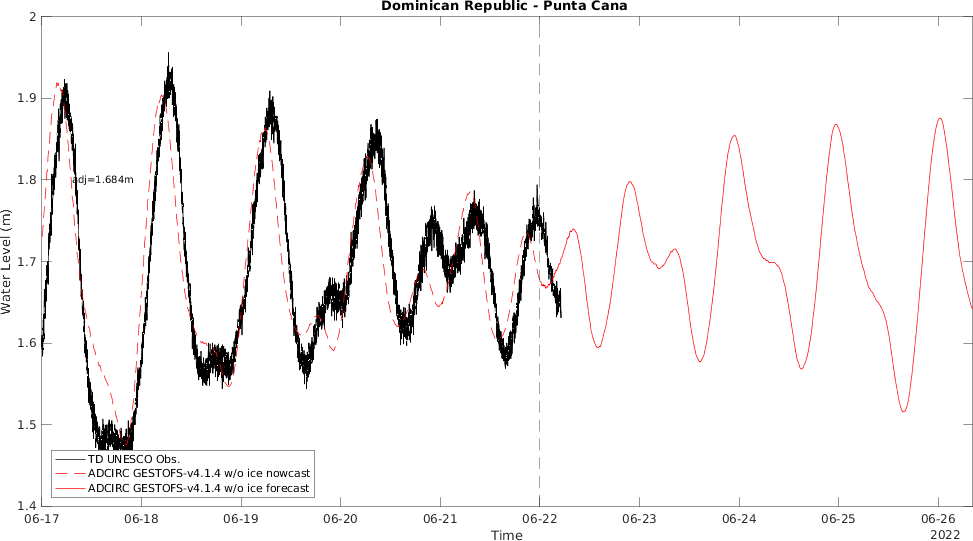 Dominican Republic - Punta Cana
2
1.9
1.8
1.7
1.6
1.5
1.4
Water Level (m)
adj=1.684m
TD UNESCO Obs.
ADCIRC GESTOFS-v4.1.4 w/o ice nowcast
ADCIRC GESTOFS-v4.1.4 w/o ice forecast
06-17 06-18 06-19 06-20 06-21 06-22 06-23 06-24 06-25 06-26
Time
2022